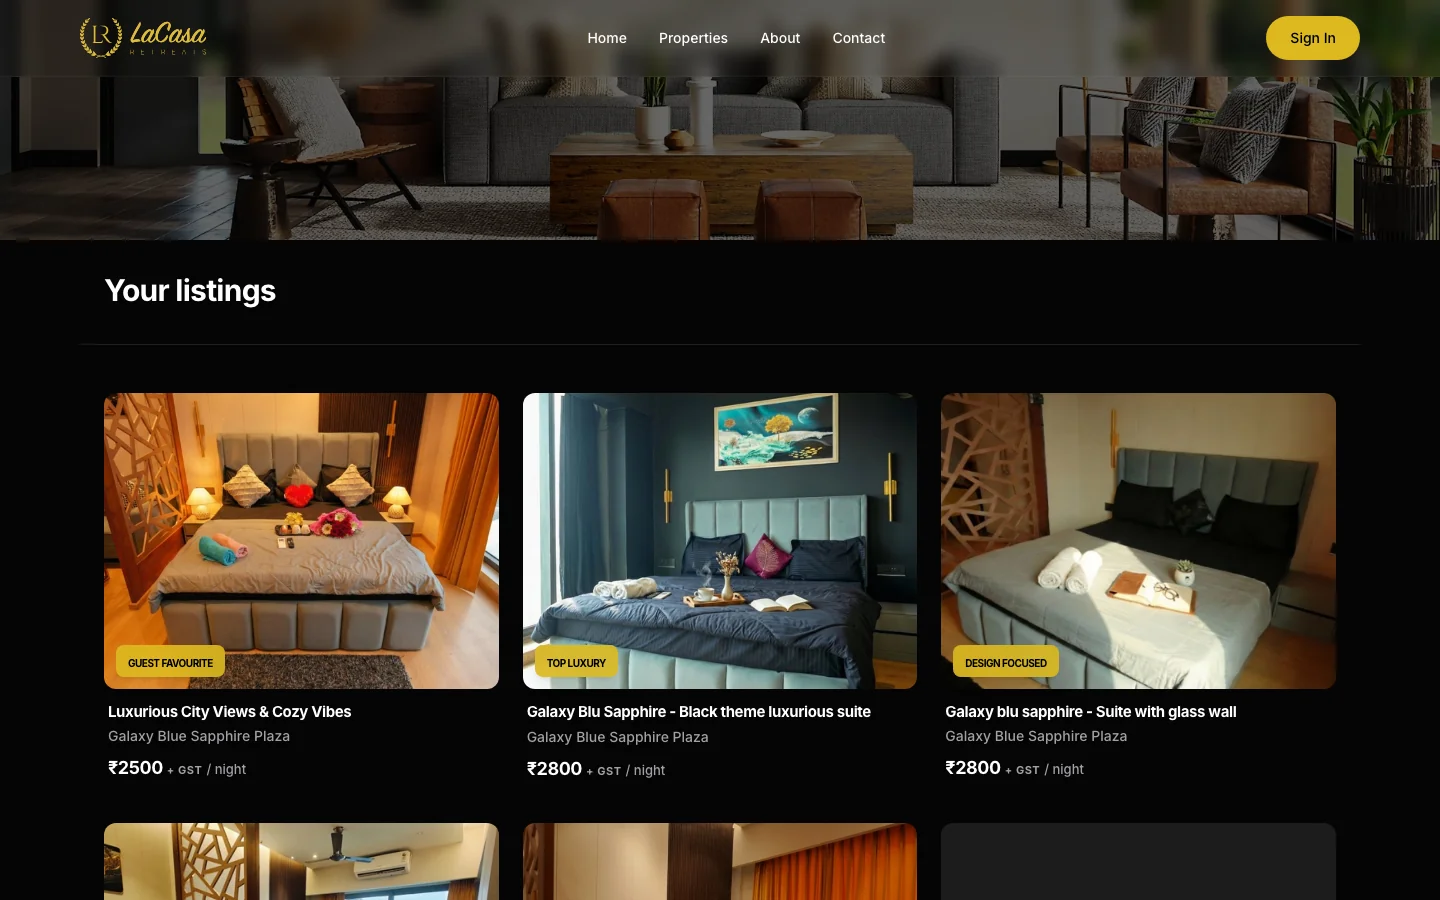 LR LaCasa
RETREATS
Home
Properties
About
Contact
Sign In
Your listings
GUEST FAVOURITE
TOP LUXURY
DESIGN FOCUSED
Luxurious City Views & Cozy Vibes
Galaxy Blue Sapphire Plaza
₹2500 + GST / night
Galaxy Blu Sapphire - Black theme luxurious suite
Galaxy Blue Sapphire Plaza
₹2800 + GST / night
Galaxy blu sapphire - Suite with glass wall
Galaxy Blue Sapphire Plaza
₹2800 + GST / night